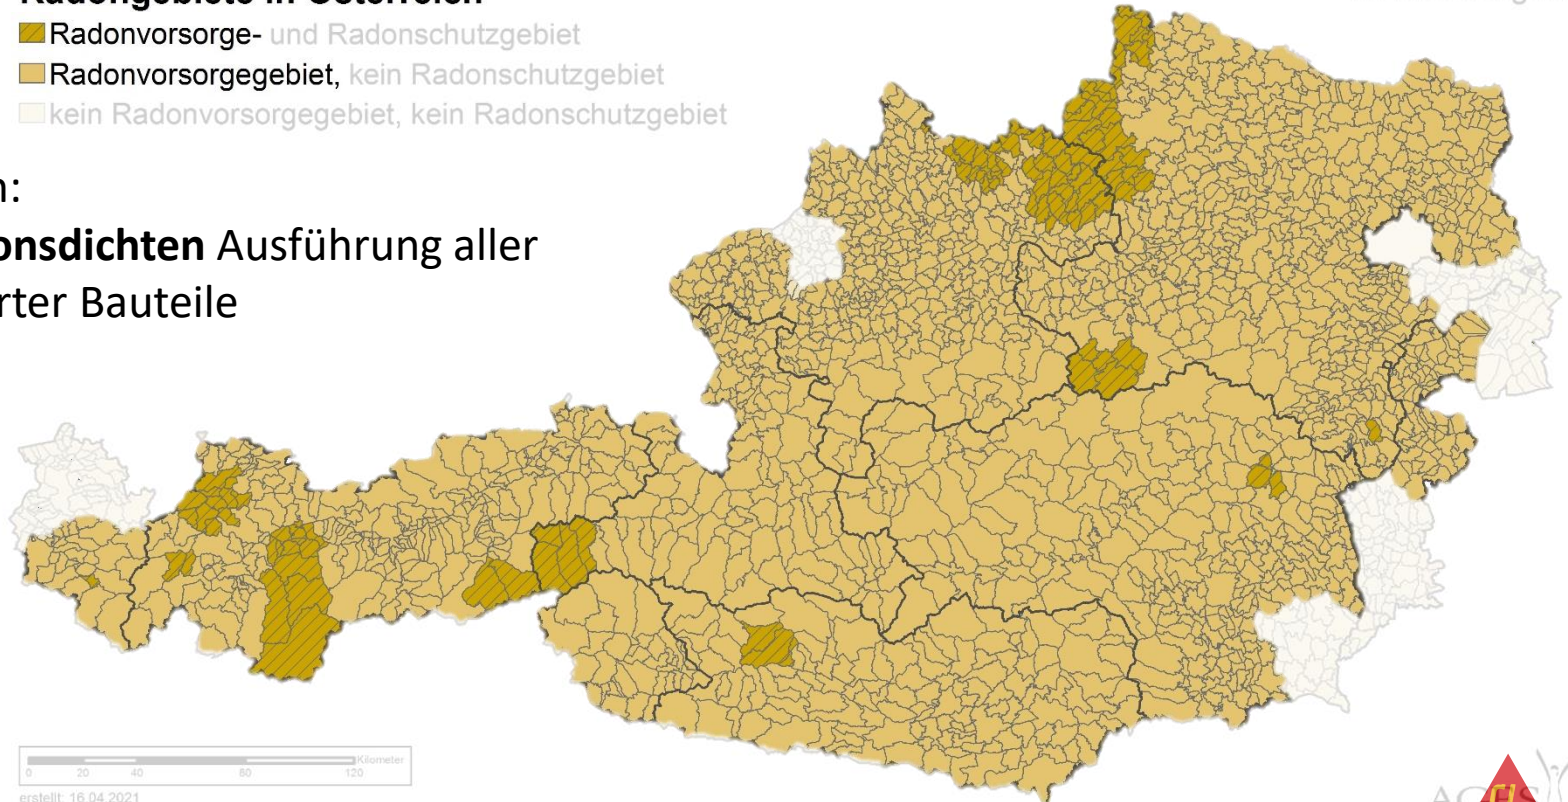 Radonvorsorge- und Radonschutzgebiet
Radonvorsorgegebiet, kein Radonschutzgebiet
kein Radonvorsorgegebiet, kein Radonschutzgebiet
n:
onsdichten Ausführung aller
rter Bauteile
Kilometer
0 20 40 80 120
erstellt: 16.04.2021
AGES